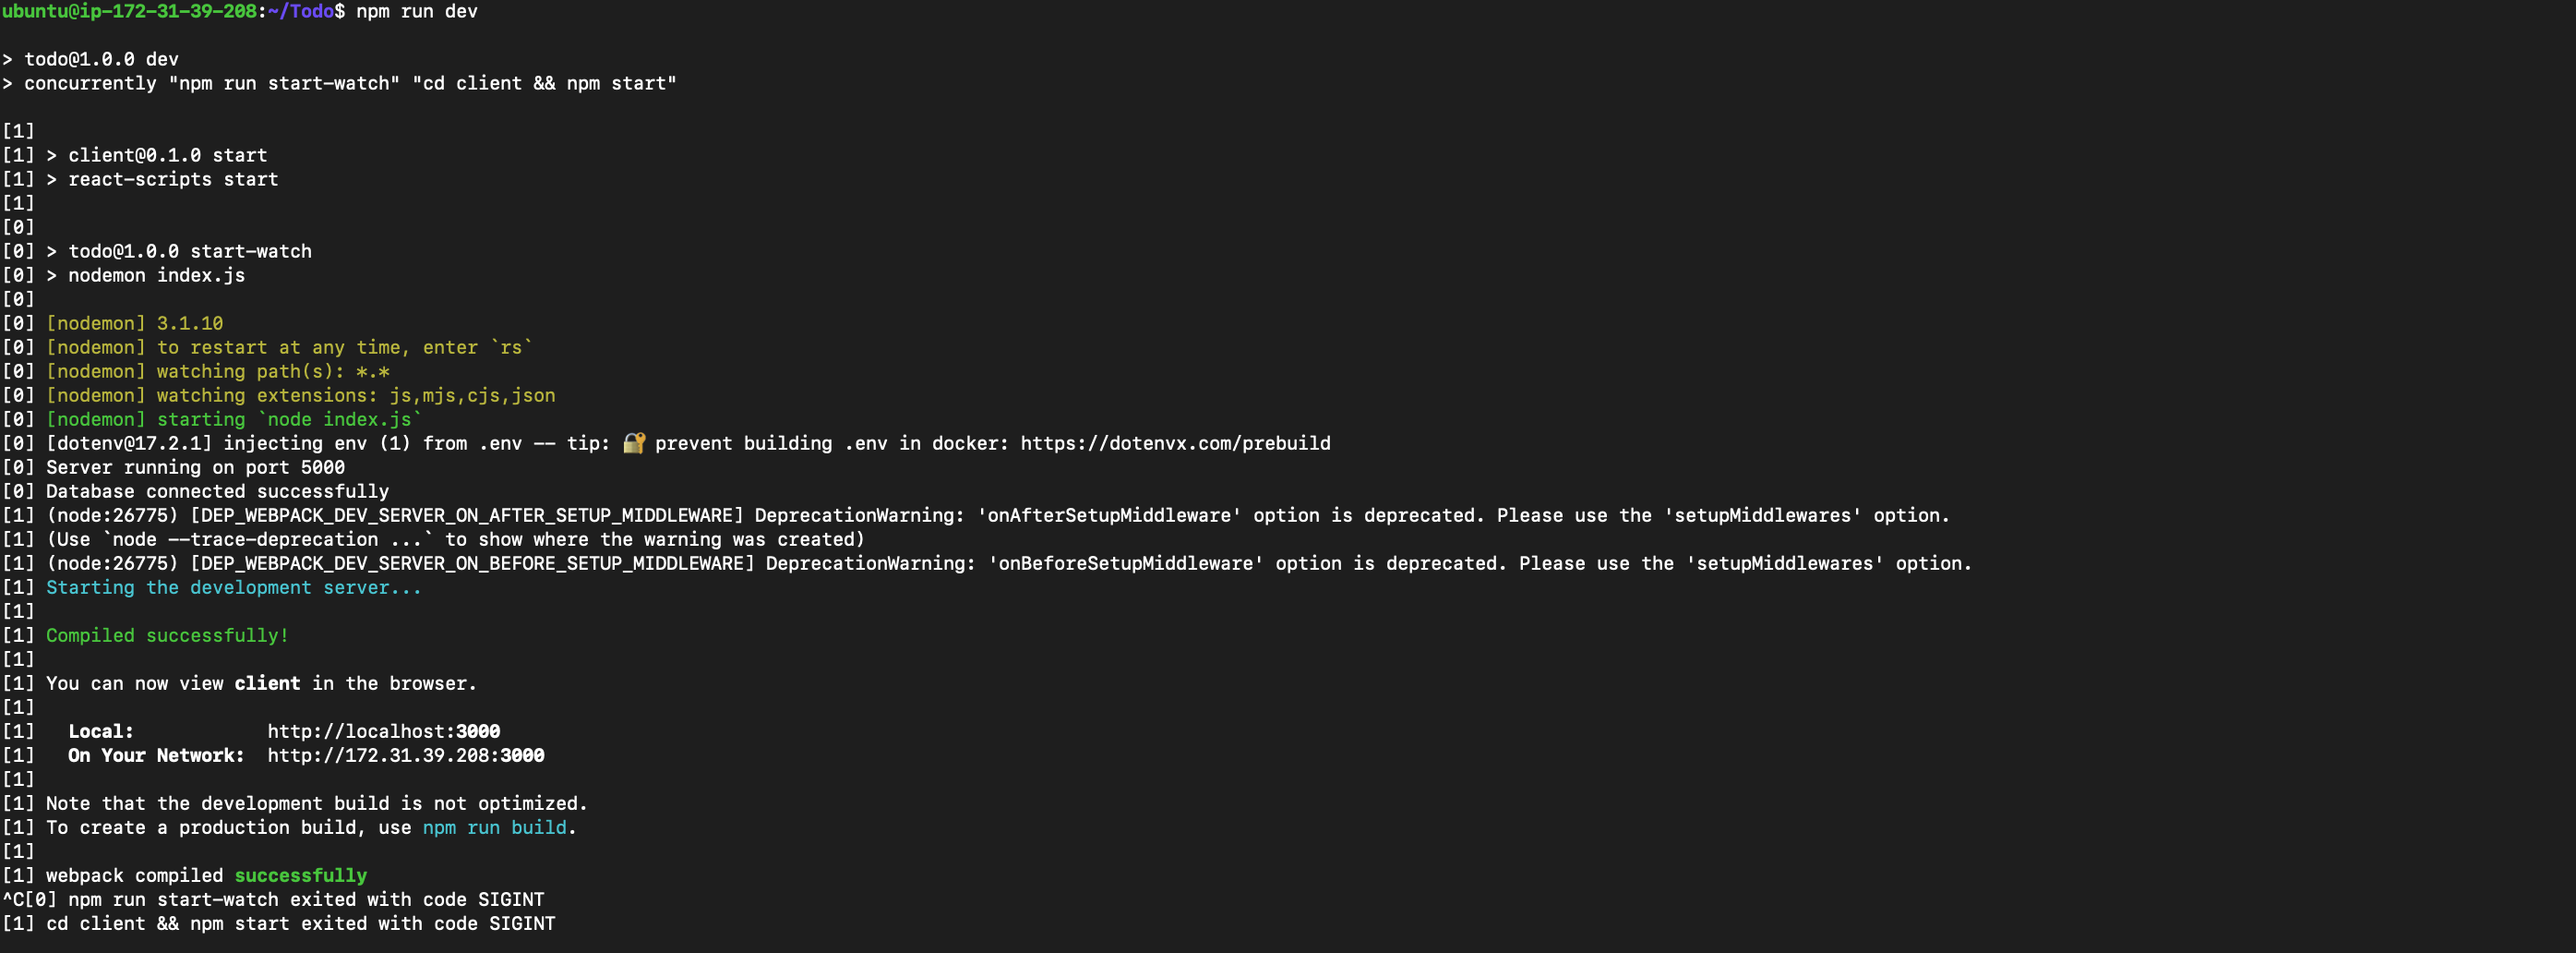 ubuntu@ip-172-31-39-208:~/Todo$ npm run dev

> todo@1.0.0 dev
> concurrently "npm run start-watch" "cd client && npm start"

[1]
[1] > client@0.1.0 start
[1] > react-scripts start
[1]
[0]
[0] > todo@1.0.0 start-watch
[0] > nodemon index.js
[0]
[0] [nodemon] 3.1.10
[0] [nodemon] to restart at any time, enter `rs`
[0] [nodemon] watching path(s): *.*
[0] [nodemon] watching extensions: js,mjs,cjs,json
[0] [nodemon] starting `node index.js`
[0] [dotenv@17.2.1] injecting env (1) from .env -- tip: 🔐 prevent building .env in docker: https://dotenvx.com/prebuild
[0] Server running on port 5000
[0] Database connected successfully
[1] (node:26775) [DEP_WEBPACK_DEV_SERVER_ON_AFTER_SETUP_MIDDLEWARE] DeprecationWarning: 'onAfterSetupMiddleware' option is deprecated. Please use the 'setupMiddlewares' option.
[1] (Use `node --trace-deprecation ...` to show where the warning was created)
[1] (node:26775) [DEP_WEBPACK_DEV_SERVER_ON_BEFORE_SETUP_MIDDLEWARE] DeprecationWarning: 'onBeforeSetupMiddleware' option is deprecated. Please use the 'setupMiddlewares' option.
[1] Starting the development server...
[1]
[1] Compiled successfully!
[1]
[1] You can now view client in the browser.
[1]
[1]   Local:            http://localhost:3000
[1]   On Your Network:  http://172.31.39.208:3000
[1]
[1] Note that the development build is not optimized.
[1] To create a production build, use npm run build.
[1]
[1] webpack compiled successfully
^C[0] npm run start-watch exited with code SIGINT
[1] cd client && npm start exited with code SIGINT